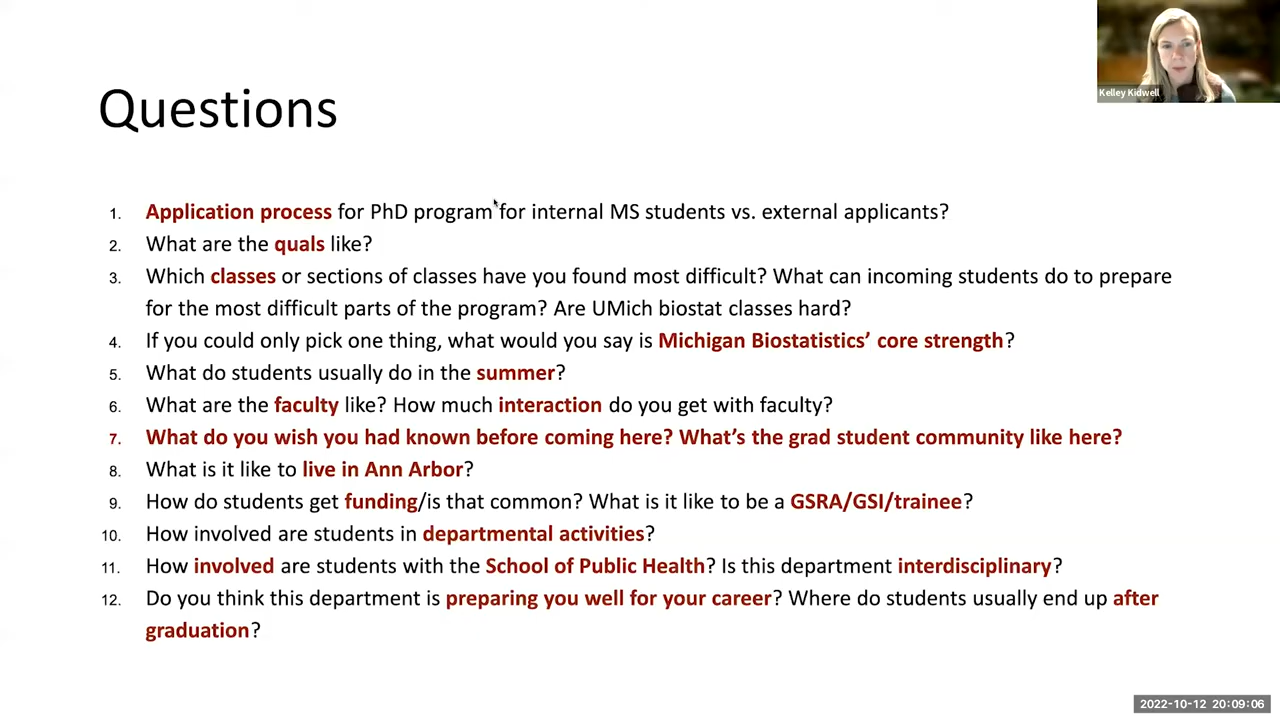 Kelley Kidwell
Questions
1. Application process for PhD program for internal MS students vs. external applicants?
2. What are the quals like?
3. Which classes or sections of classes have you found most difficult? What can incoming students do to prepare
for the most difficult parts of the program? Are UMich biostat classes hard?
4. If you could only pick one thing, what would you say is Michigan Biostatistics’ core strength?
5. What do students usually do in the summer?
6. What are the faculty like? How much interaction do you get with faculty?
7. What do you wish you had known before coming here? What’s the grad student community like here?
8. What is it like to live in Ann Arbor?
9. How do students get funding/is that common? What is it like to be a GSRA/GSI/trainee?
10. How involved are students in departmental activities?
11. How involved are students with the School of Public Health? Is this department interdisciplinary?
12. Do you think this department is preparing you well for your career? Where do students usually end up after
graduation?
2022-10-12 20:09:06